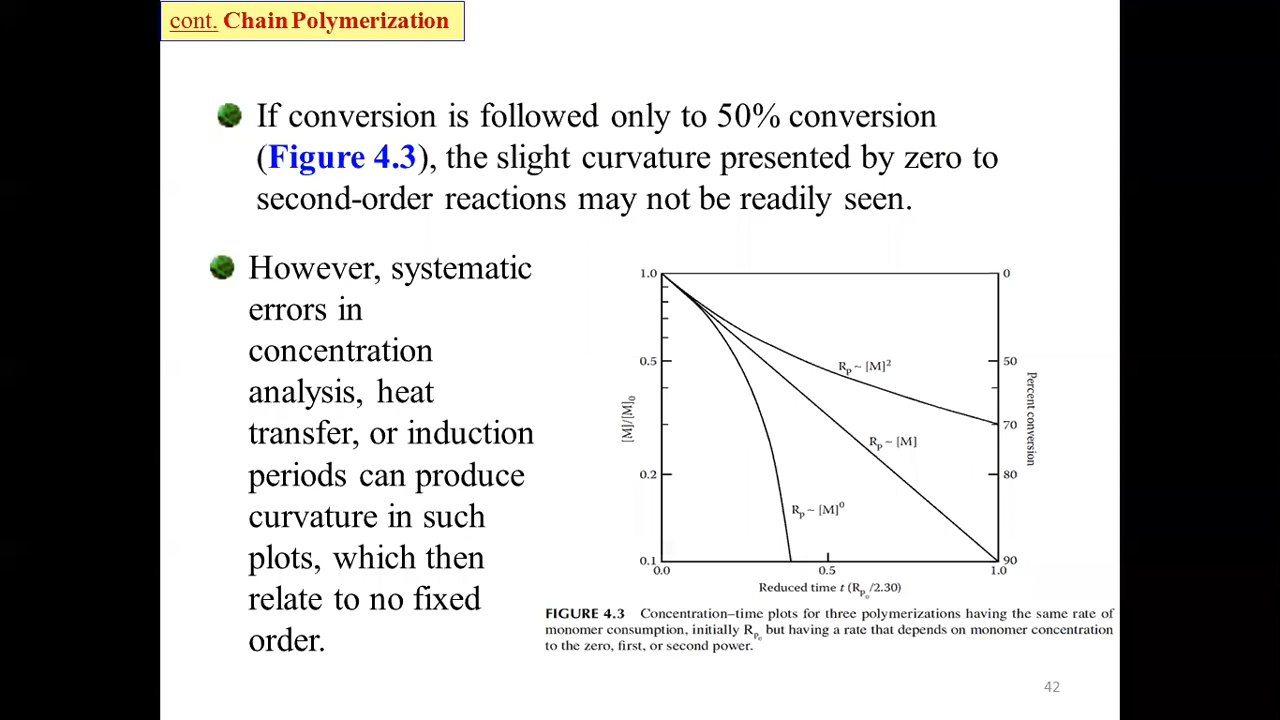 cont. Chain Polymerization
If conversion is followed only to 50% conversion
(Figure 4.3), the slight curvature presented by zero to
second-order reactions may not be readily seen.
However, systematic
errors in
concentration
analysis, heat
transfer, or induction
periods can produce
curvature in such
plots, which then
relate to no fixed
order.
1.0
0.5
0.2
0.1
[M]/[M]₀
0
50
70
80
90
Percent conversion
Rₚ ~ [M]²
Rₚ ~ [M]
Rₚ ~ [M]⁰
0.0
0.5
1.0
Reduced time t (Rₚ₀/2.30)
FIGURE 4.3 Concentration–time plots for three polymerizations having the same rate of
monomer consumption, initially Rₚ₀ but having a rate that depends on monomer concentration
to the zero, first, or second power.
42